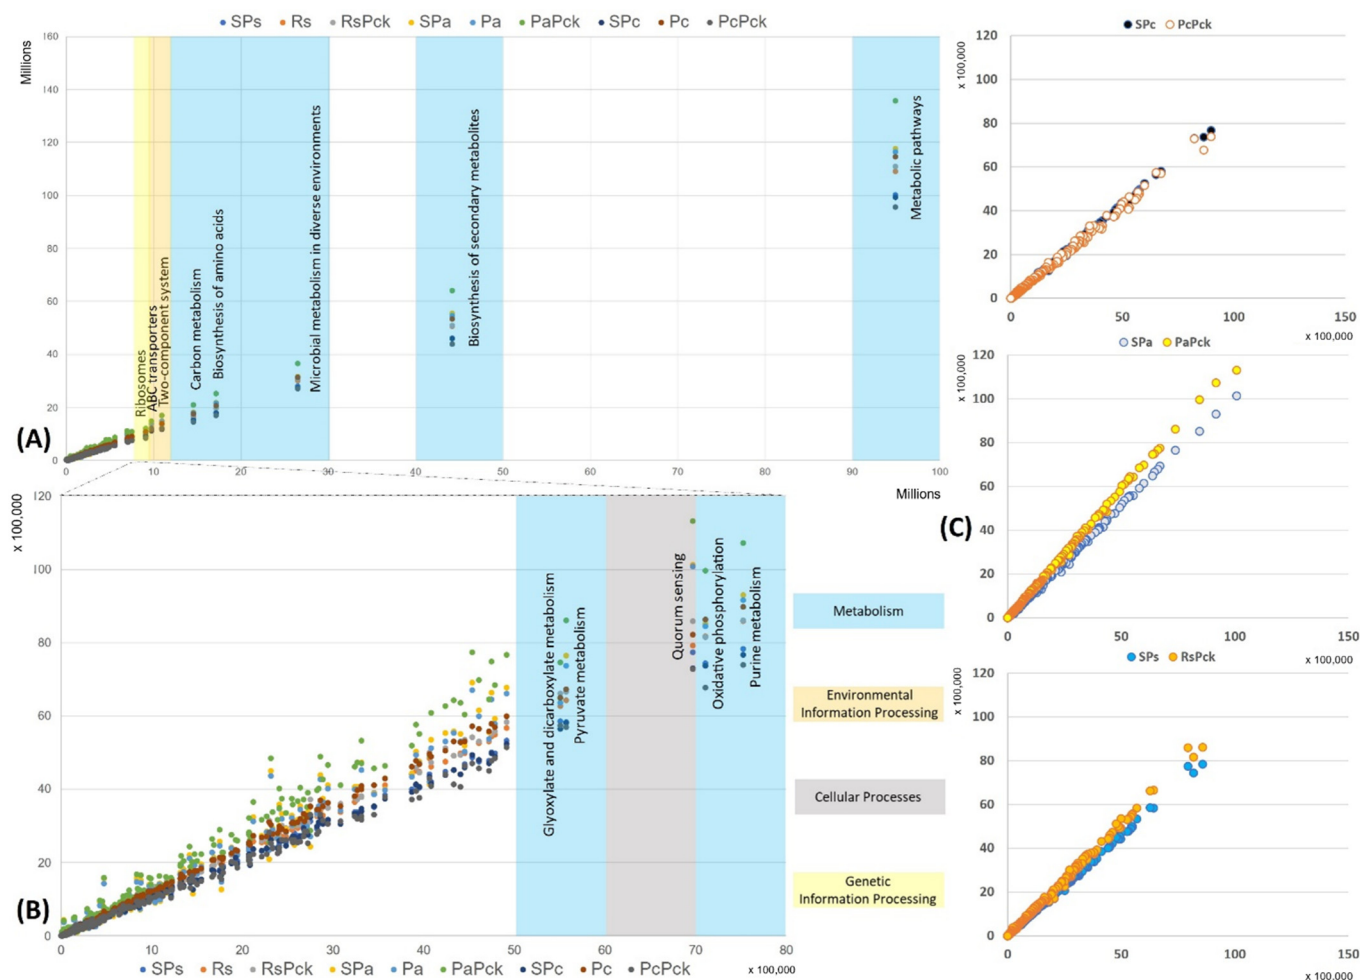 SPs Rs RsPck SPa Pa PaPck SPc Pc PcPck
Millions
160
140
120
100
80
60
40
20
0
Ribosomes
ABC transporters
Two-component system
Carbon metabolism
Biosynthesis of amino acids
Microbial metabolism in diverse environments
Biosynthesis of secondary metabolites
Metabolic pathways
(A)
0 10 20 30 40 50 60 70 80 90 100
Millions
x 100,000
120
100
80
60
40
20
0
Glyoxylate and dicarboxylate metabolism
Pyruvate metabolism
Quorum sensing
Oxidative phosphorylation
Purine metabolism
(B)
0 10 20 30 40 50 60 70 80
x 100,000
SPs Rs RsPck SPa Pa PaPck SPc Pc PcPck
Metabolism
Environmental
Information Processing
Cellular Processes
Genetic
Information Processing
(C)
SPc PcPck
x 100,000
120
100
80
60
40
20
0
0 50 100 150
x 100,000
SPa PaPck
x 100,000
120
100
80
60
40
20
0
0 50 100 150
x 100,000
SPs RsPck
x 100,000
120
100
80
60
40
20
0
0 50 100 150
x 100,000